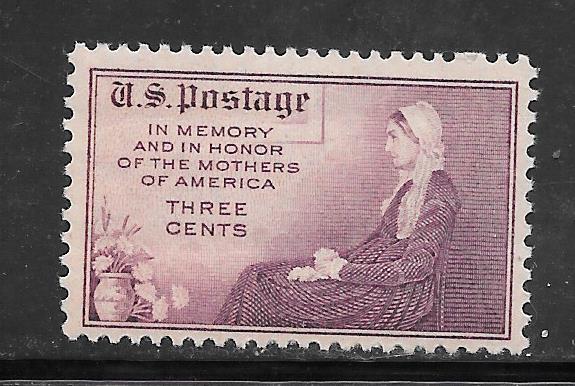 U.S. Postage
IN MEMORY
AND IN HONOR
OF THE MOTHERS
OF AMERICA
THREE
CENTS